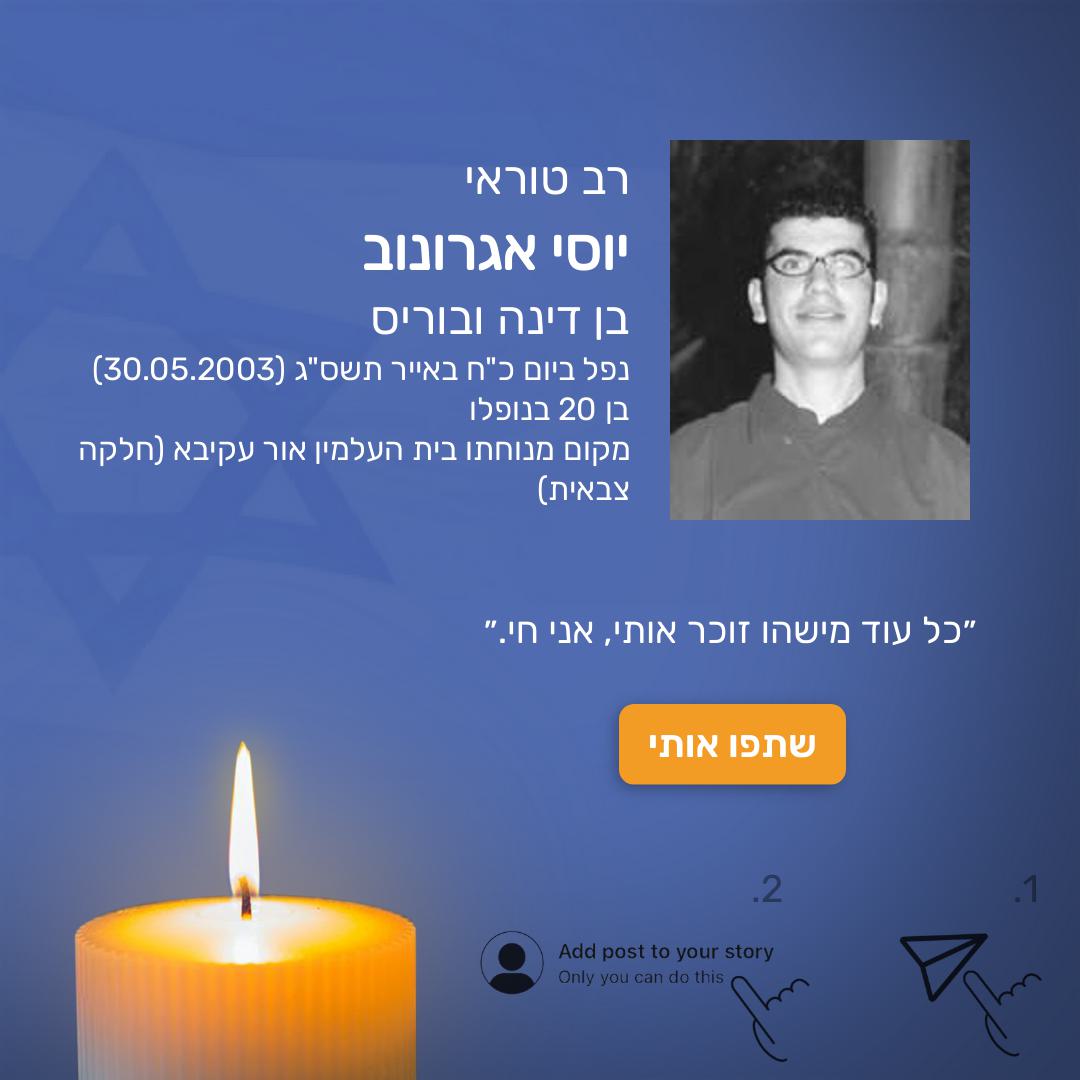 רב טוראי
יוסי אגרונוב
בן דינה ובוריס
נפל ביום כ"ח באייר תשס"ג (30.05.2003)
בן 20 בנופלו
מקום מנוחתו בית העלמין אור עקיבא (חלקה
צבאית)
״כל עוד מישהו זוכר אותי, אני חי.״
שתפו אותי
1.
2.
Add post to your story
Only you can do this